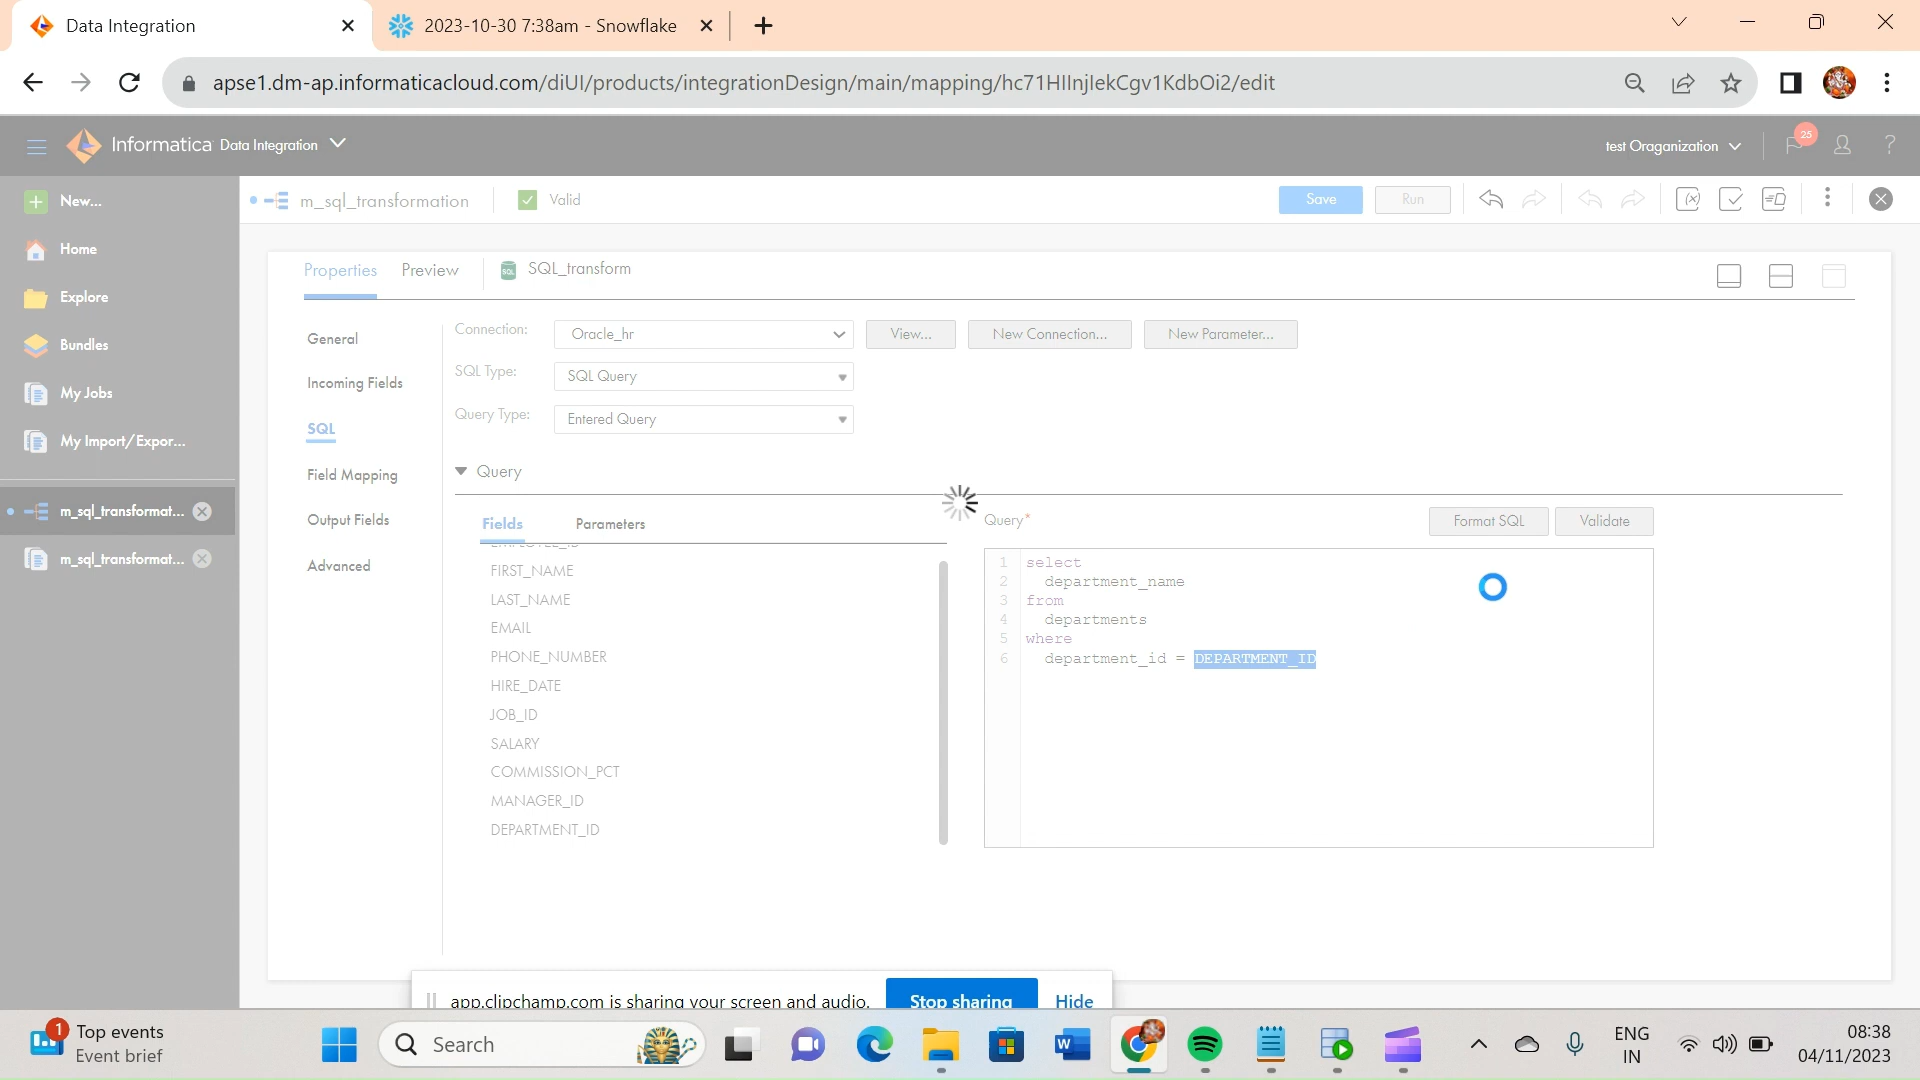 Data Integration
2023-10-30 7:38am - Snowflake
apse1.dm-ap.informaticacloud.com/diUI/products/integrationDesign/main/mapping/hc71HIInjIekCgv1KdbOi2/edit
Informatica Data Integration
test Oraganization
25
?
New...
m_sql_transformation
Valid
Save
Run
Home
Explore
Bundles
My Jobs
My Import/Expor...
m_sql_transformat...
m_sql_transformat...
Properties
Preview
SQL_transform
General
Incoming Fields
SQL
Field Mapping
Output Fields
Advanced
Connection:
Oracle_hr
View...
New Connection...
New Parameter...
SQL Type:
SQL Query
Query Type:
Entered Query
Query
Fields
Parameters
EMPLOYEE_ID
FIRST_NAME
LAST_NAME
EMAIL
PHONE_NUMBER
HIRE_DATE
JOB_ID
SALARY
COMMISSION_PCT
MANAGER_ID
DEPARTMENT_ID
Query*
Format SQL
Validate
1 select
2 department_name
3 from
4 departments
5 where
6 department_id = DEPARTMENT_ID
app.clipchamp.com is sharing your screen and audio.
Stop sharing
Hide
1
Top events
Event brief
Search
ENG
IN
08:38
04/11/2023